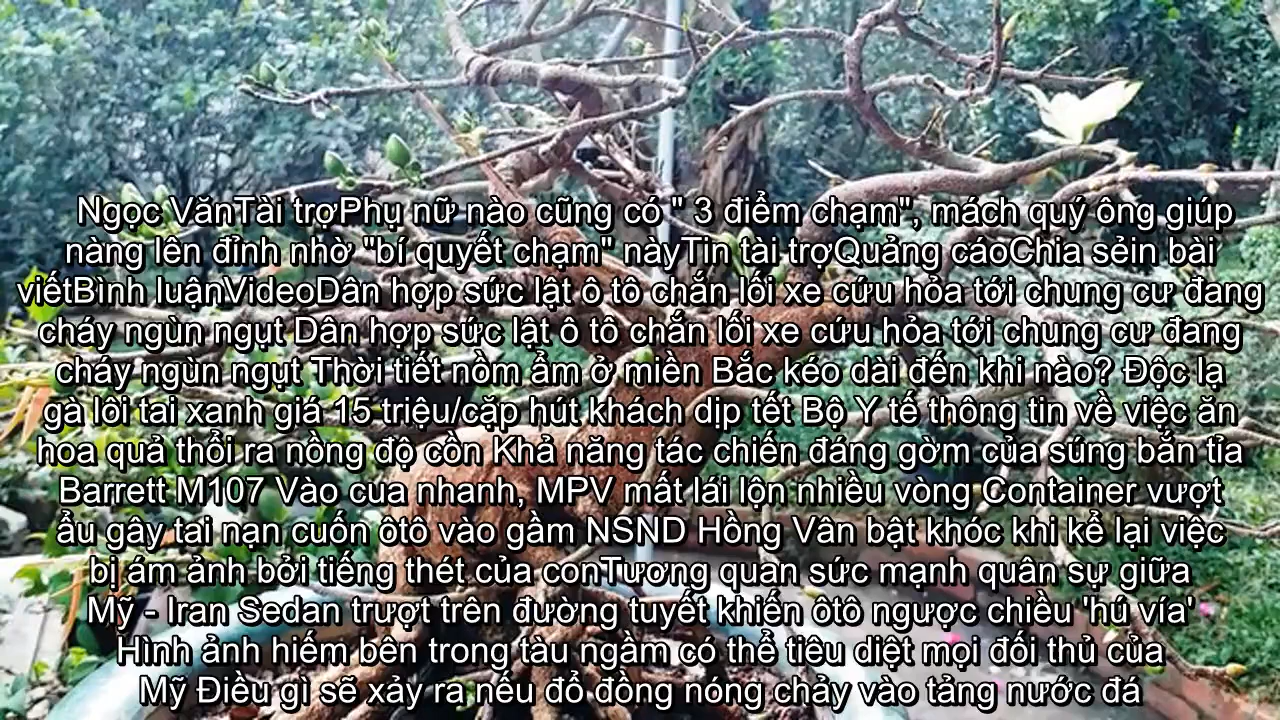 Ngọc VănTài trợPhụ nữ nào cũng có " 3 điểm chạm", mách quý ông giúp
nàng lên đỉnh nhờ "bí quyết chạm" nàyTin tài trợQuảng cáoChia sẻin bài
viếtBình luậnVideoDân hợp sức lật ô tô chắn lối xe cứu hỏa tới chung cư đang
cháy ngùn ngụt Dân hợp sức lật ô tô chắn lối xe cứu hỏa tới chung cư đang
cháy ngùn ngụt Thời tiết nồm ẩm ở miền Bắc kéo dài đến khi nào? Độc lạ
gà lôi tai xanh giá 15 triệu/cặp hút khách dịp tết Bộ Y tế thông tin về việc ăn
hoa quả thổi ra nồng độ cồn Khả năng tác chiến đáng gờm của súng bắn tỉa
Barrett M107 Vào cua nhanh, MPV mất lái lộn nhiều vòng Container vượt
ẩu gây tai nạn cuốn ôtô vào gầm NSND Hồng Vân bật khóc khi kể lại việc
bị ám ảnh bởi tiếng thét của conTương quan sức mạnh quân sự giữa
Mỹ - Iran Sedan trượt trên đường tuyết khiến ôtô ngược chiều 'hú vía'
Hình ảnh hiếm bên trong tàu ngầm có thể tiêu diệt mọi đối thủ của
Mỹ Điều gì sẽ xảy ra nếu đổ đồng nóng chảy vào tảng nước đá